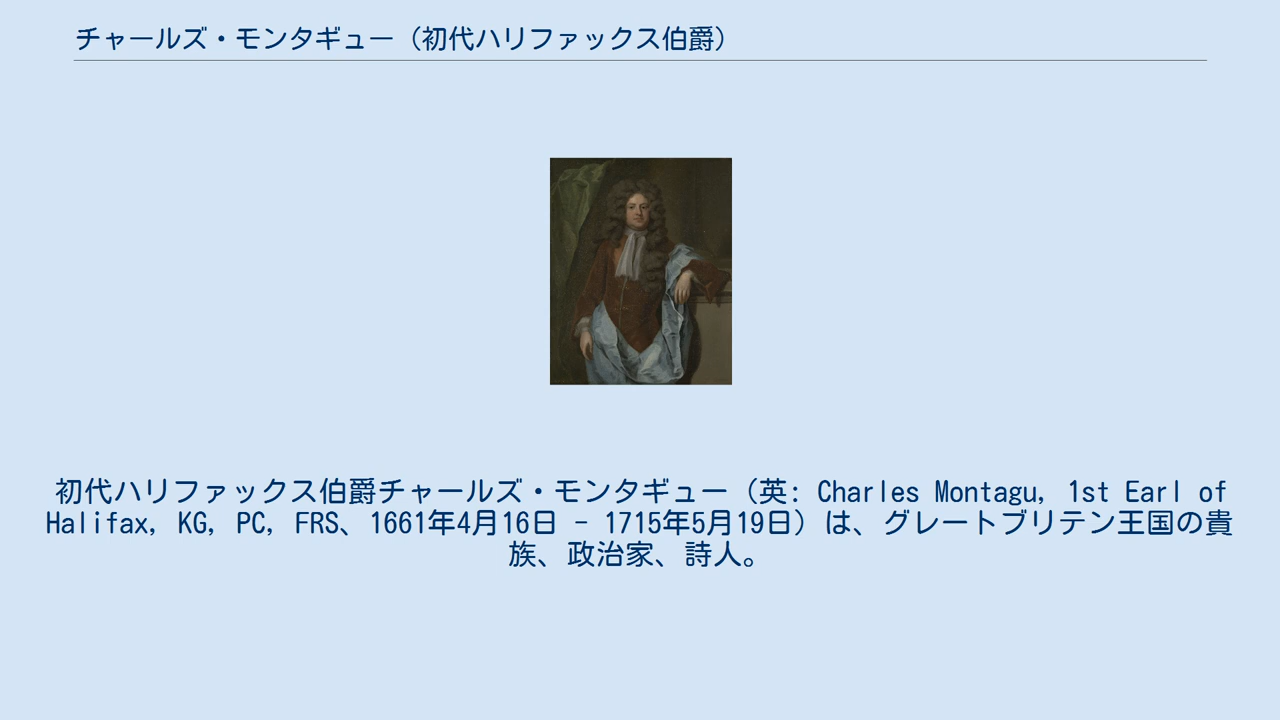 チャールズ・モンタギュー（初代ハリファックス伯爵）
初代ハリファックス伯爵チャールズ・モンタギュー（英: Charles Montagu, 1st Earl of
Halifax, KG, PC, FRS、1661年4月16日 - 1715年5月19日）は、グレートブリテン王国の貴
族、政治家、詩人。